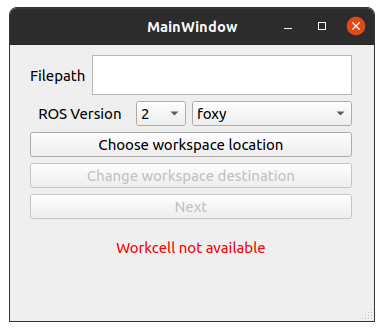 MainWindow
Filepath
ROS Version 2 foxy
Choose workspace location
Change workspace destination
Next
Workcell not available